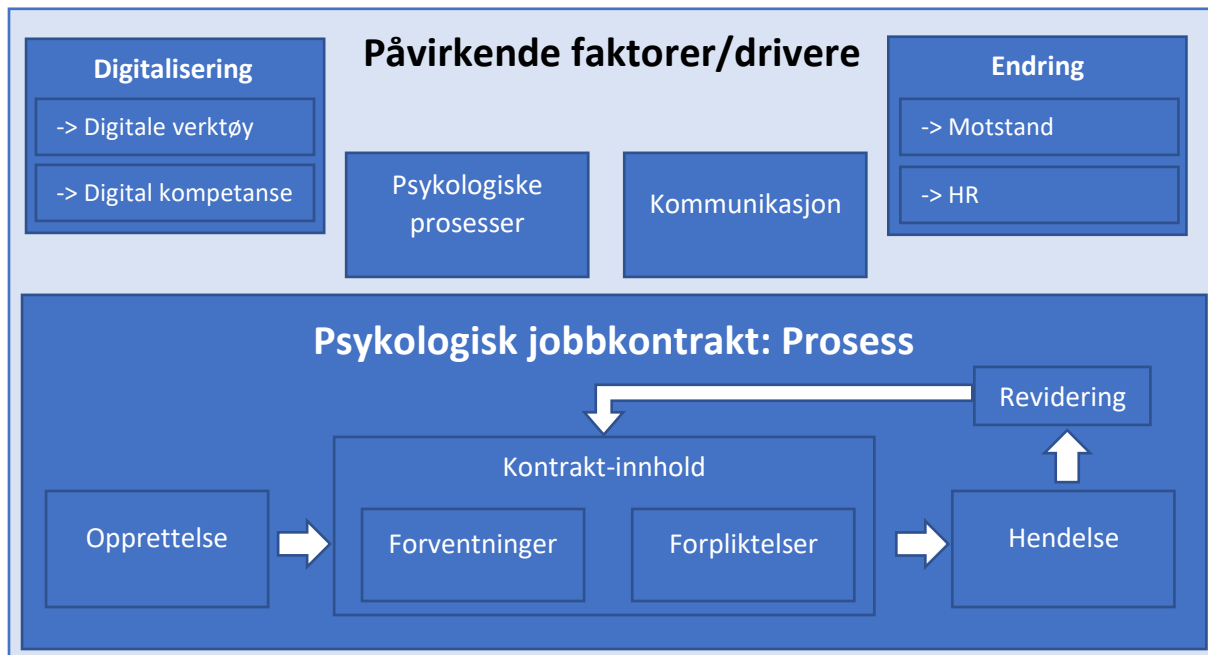 Påvirkende faktorer/drivere
Digitalisering
-> Digitale verktøy
-> Digital kompetanse
Psykologiske
prosesser
Kommunikasjon
Endring
-> Motstand
-> HR
Psykologisk jobbkontrakt: Prosess
Revidering
Kontrakt-innhold
Opprettelse
Forventninger
Forpliktelser
Hendelse